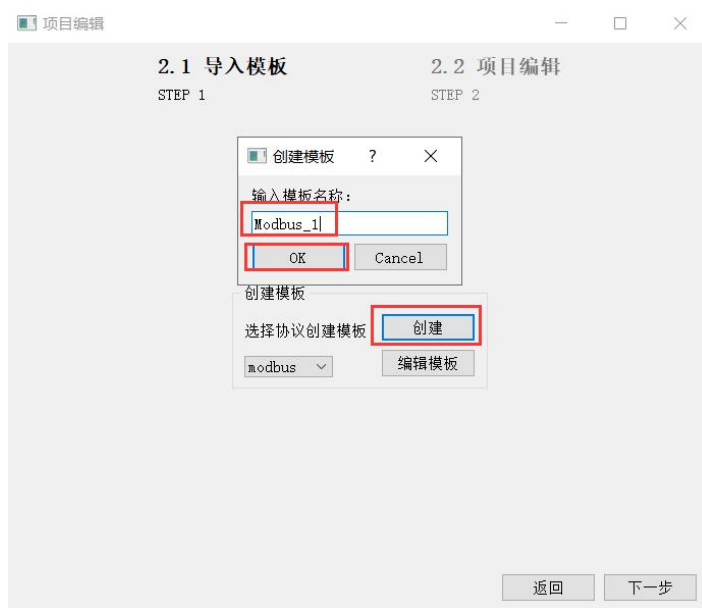 项目编辑
2.1 导入模板
2.2 项目编辑
STEP 1
STEP 2
创建模板
输入模板名称:
Modbus_1
OK
Cancel
创建模板
选择协议创建模板
创建
modbus
编辑模板
返回
下一步